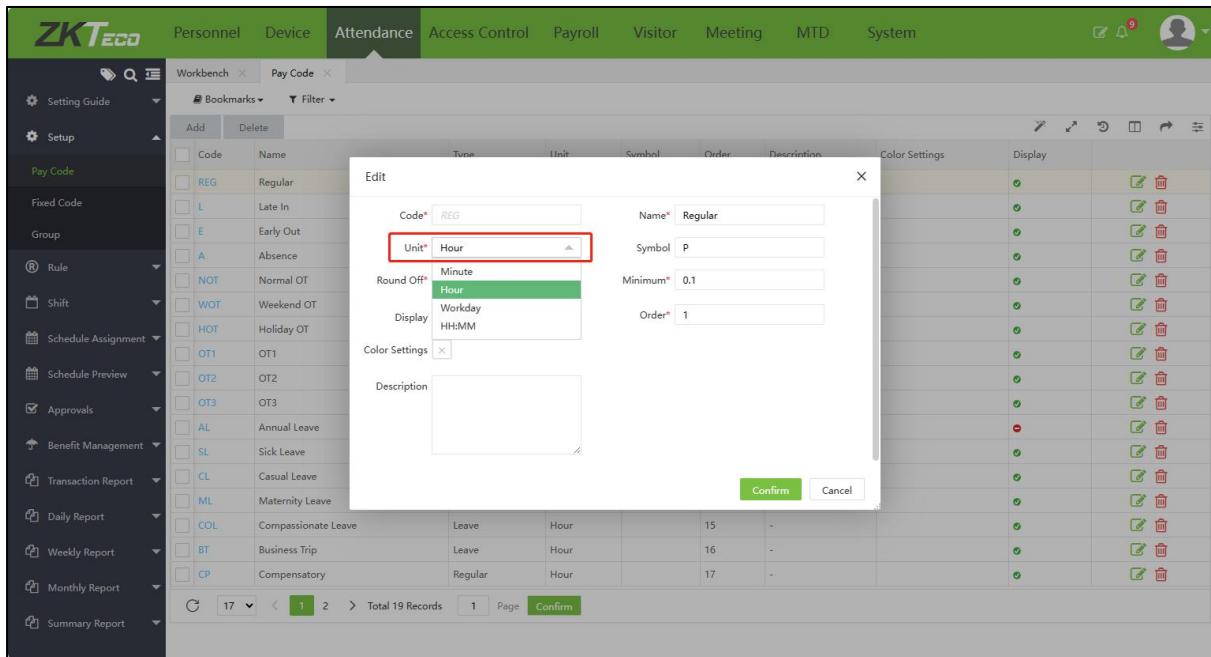 ZKTeco Personnel Device Attendance Access Control Payroll Visitor Meeting MTD System 9
Workbench × Pay Code ×
Setting Guide
Setup
Pay Code
Fixed Code
Group
Rule
Shift
Schedule Assignment
Schedule Preview
Approvals
Benefit Management
Transaction Report
Daily Report
Weekly Report
Monthly Report
Summary Report
Bookmarks Filter
Add Delete
Code Name Type Unit Symbol Order Description Color Settings Display
REG Regular
L Late In
E Early Out
A Absence
NOT Normal OT
WOT Weekend OT
HOT Holiday OT
OT1 OT1
OT2 OT2
OT3 OT3
AL Annual Leave
SL Sick Leave
CL Casual Leave
ML Maternity Leave
COL Compassionate Leave Leave Hour 15 -
BT Business Trip Leave Hour 16 -
CP Compensatory Regular Hour 17 -
17 < 1 2 > Total 19 Records 1 Page Confirm
Edit ×
Code* REG Name* Regular
Unit* Hour Symbol P
Minute
Hour
Workday
HH:MM
Round Off* Minimum* 0.1
Display Order* 1
Color Settings ×
Description
Confirm Cancel